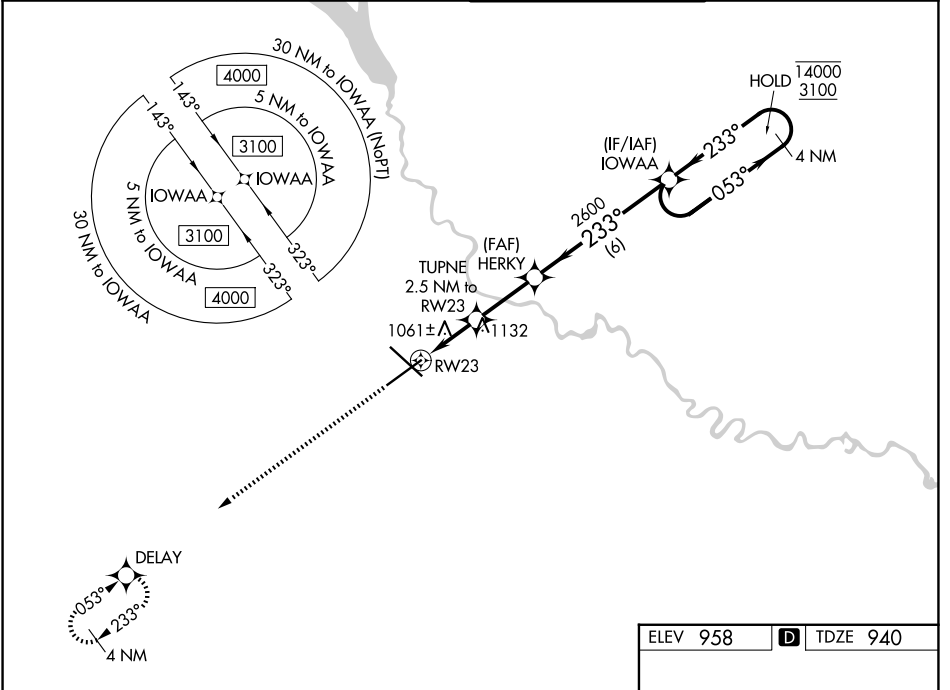 30 NM to IOWAA (NoPT)
4000
143°
5 NM to IOWAA
3100
IOWAA
323°
143°
IOWAA
5 NM to IOWAA
3100
30 NM to IOWAA
323°
4000
HOLD
14000
3100
233°
4 NM
053°
(IF/IAF)
IOWAA
2600
233°
(6)
(FAF)
HERKY
TUPNE
2.5 NM to
RW23
1061±
1132
RW23
DELAY
053°
233°
4 NM
ELEV 958 D TDZE 940